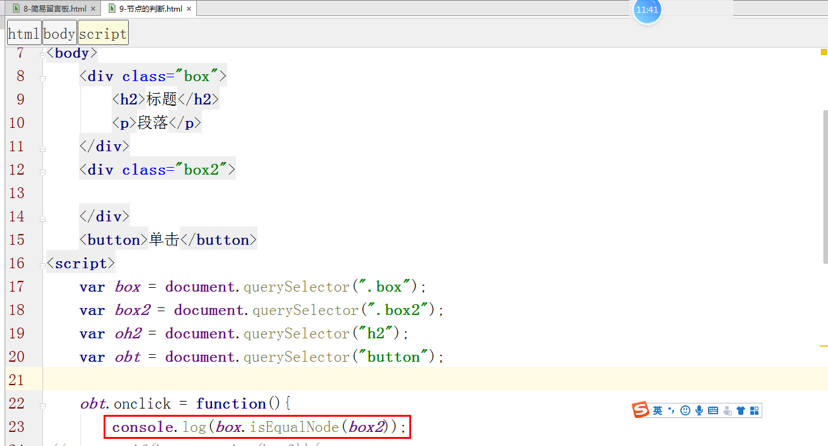 8-简易留言板.html × 9-节点的判断.html ×
11:41
html body script
7 <body>
8 <div class="box">
9 <h2>标题</h2>
10 <p>段落</p>
11 </div>
12 <div class="box2">
13
14 </div>
15 <button>单击</button>
16 <script>
17 var box = document.querySelector(".box");
18 var box2 = document.querySelector(".box2");
19 var oh2 = document.querySelector("h2");
20 var obt = document.querySelector("button");
21
22 obt.onclick = function(){
英
23 console.log(box.isEqualNode(box2));